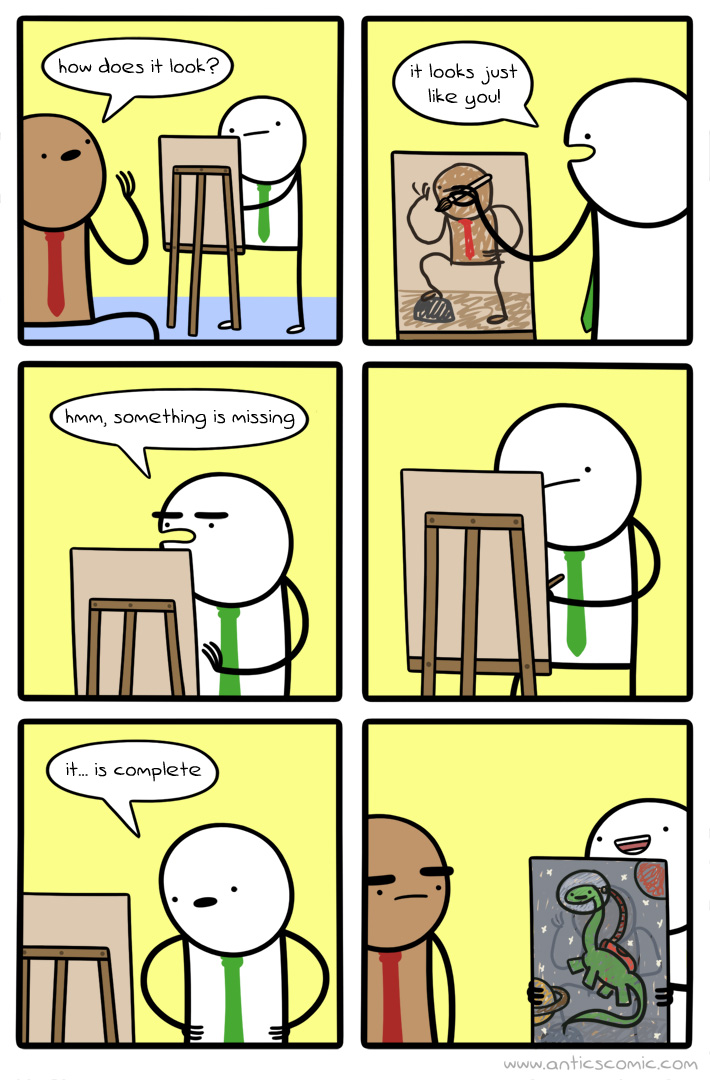 how does it look?
it looks just
like you!
hmm, something is missing
it... is complete
www.anticscomic.com